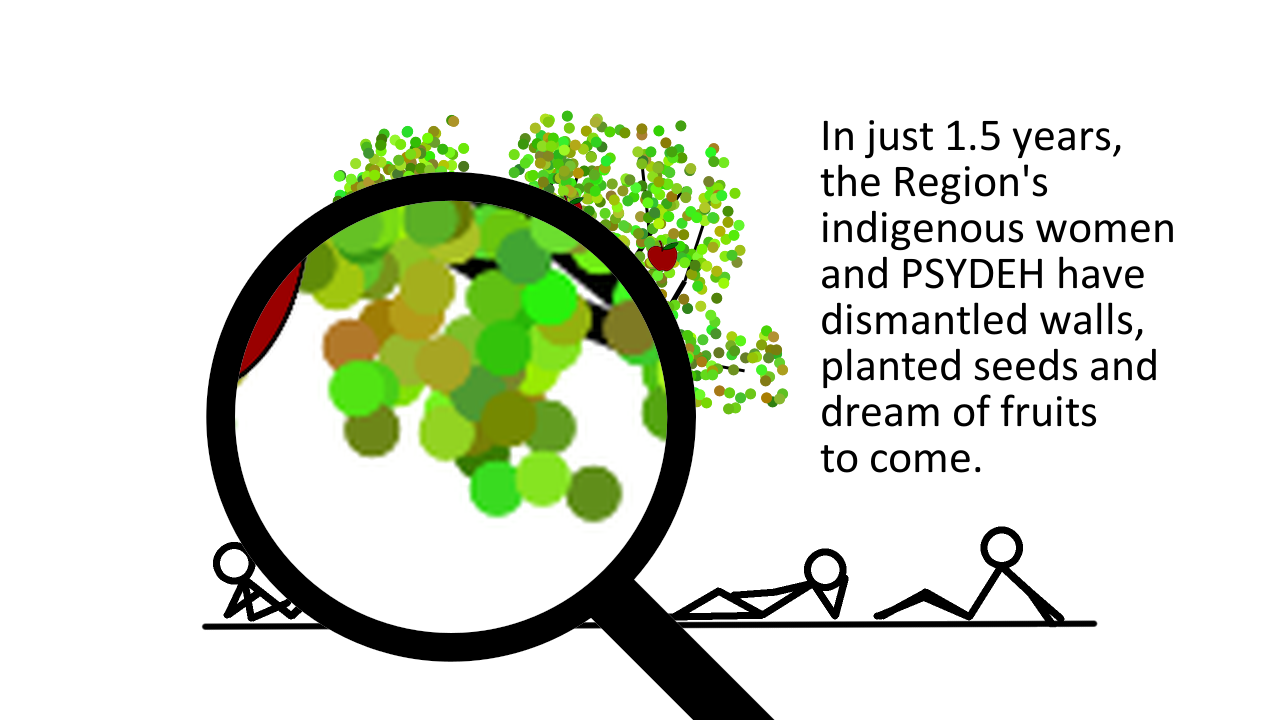 In just 1.5 years,
the Region's
indigenous women
and PSYDEH have
dismantled walls,
planted seeds and
dream of fruits
to come.